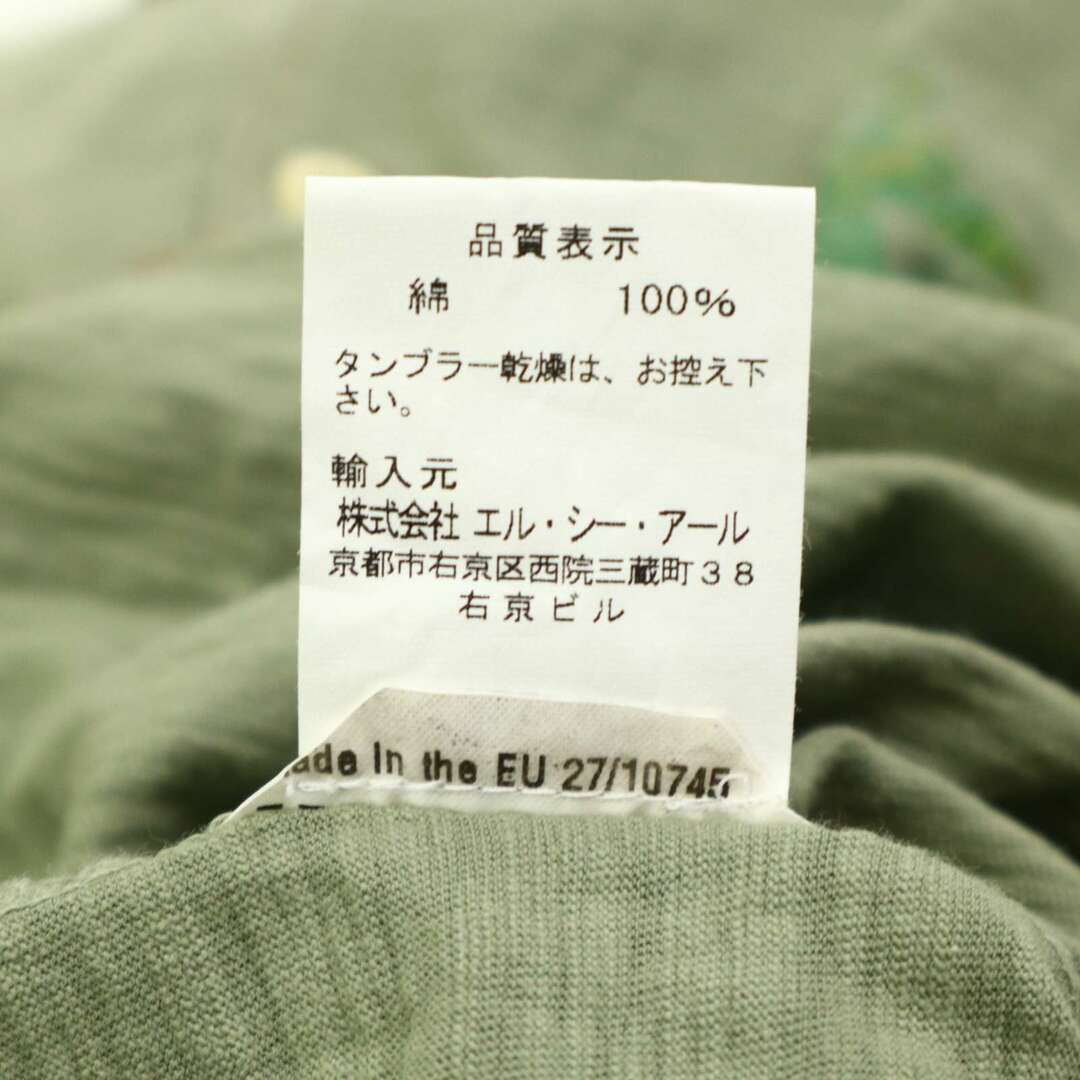 品質表示
綿 100%
タンブラー乾燥は、お控え下
さい。
輸入元
株式会社 エル・シー・アール
京都市右京区西院三蔵町38
右京ビル
in the EU 27/10745